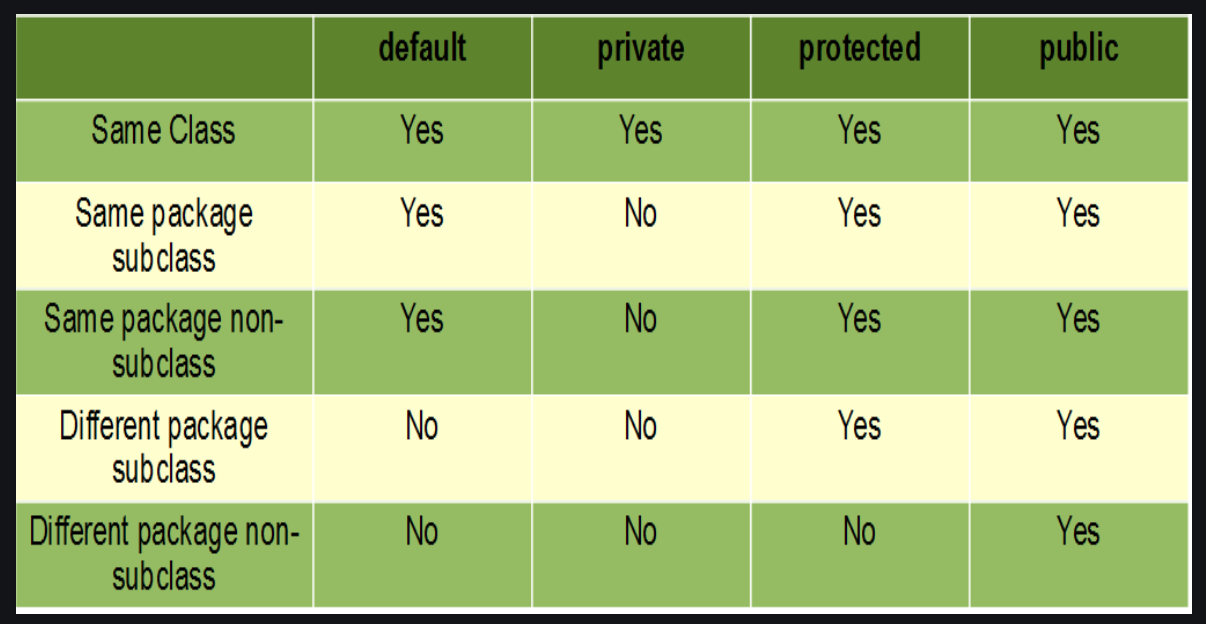 default private protected public
Same Class Yes Yes Yes Yes
Same package Yes No Yes Yes
subclass
Same package non- Yes No Yes Yes
subclass
Different package No No Yes Yes
subclass
Different package non- No No No Yes
subclass